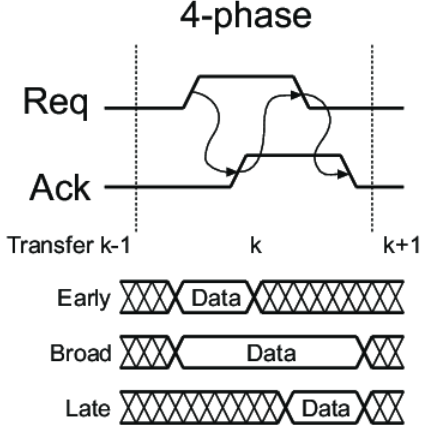 4-phase
Req
Ack
Transfer k-1 k k+1
Early Data
Broad Data
Late Data